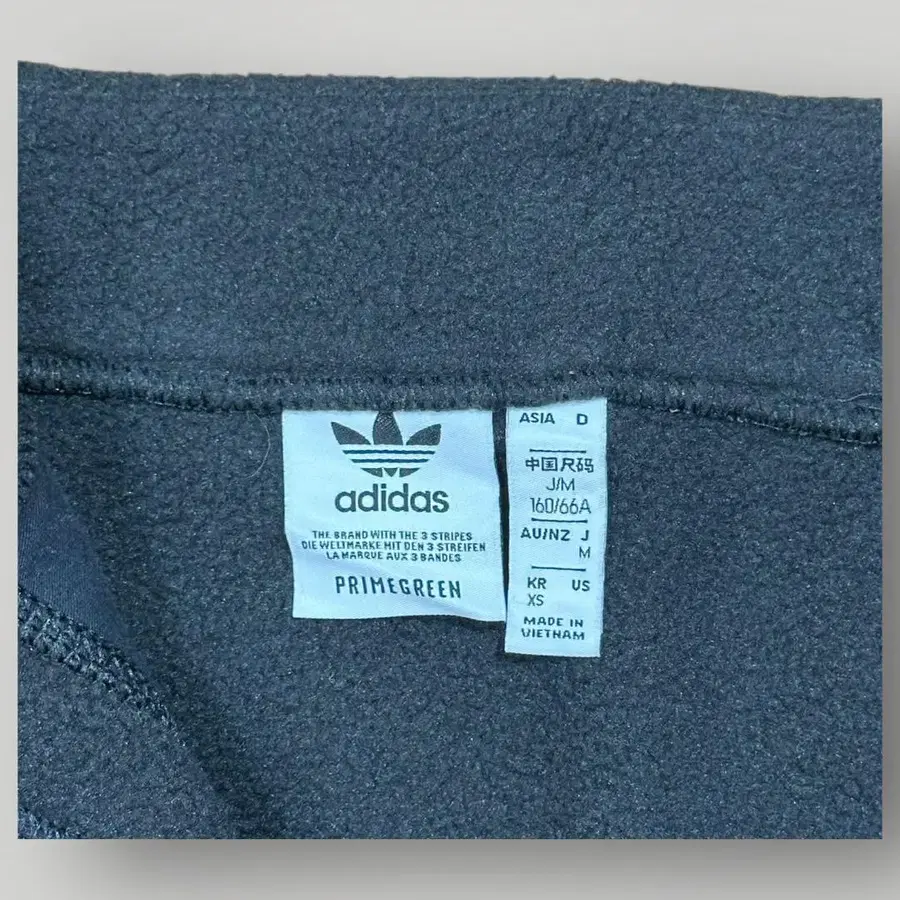 adidas
THE BRAND WITH THE 3 STRIPES
DIE WELTMARKE MIT DEN 3 STREIFEN
LA MARQUE AUX 3 BANDES
PRIMEGREEN
ASIA D
中国尺码
J/M
160/66A
AU/NZ J
M
KR US
XS
MADE IN
VIETNAM